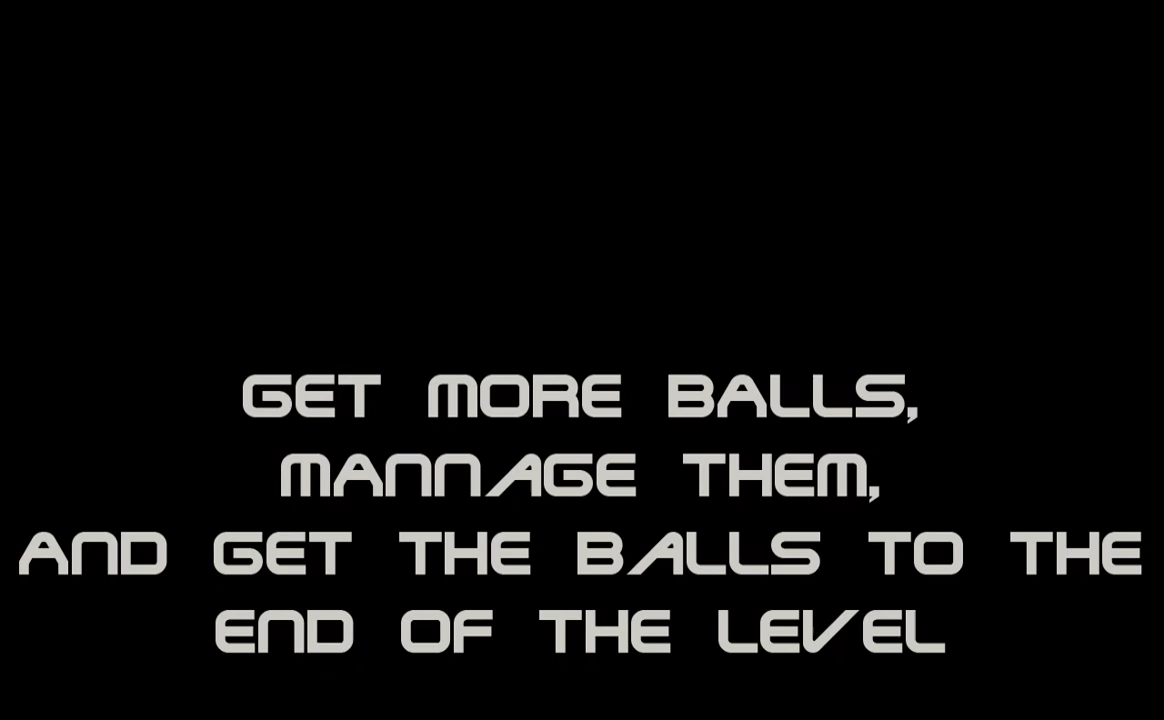 GET MORE BALLS,
MANNAGE THEM,
AND GET THE BALLS TO THE
END OF THE LEVEL